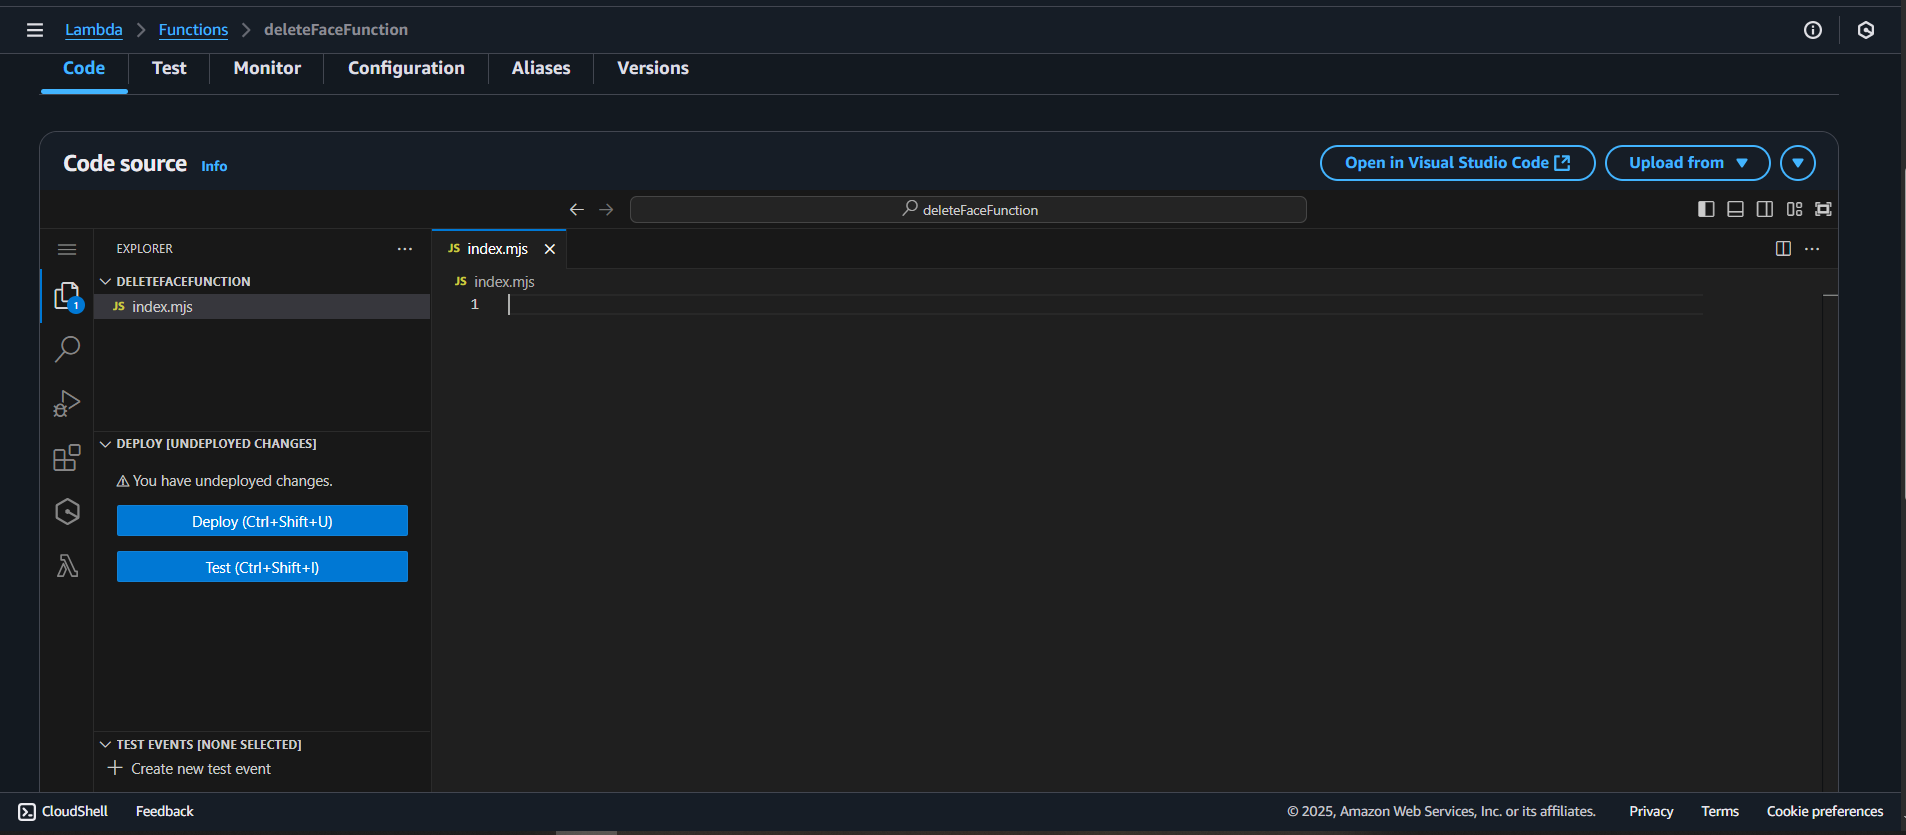 Lambda > Functions > deleteFaceFunction
Code Test Monitor Configuration Aliases Versions
Code source Info
Open in Visual Studio Code Upload from
deleteFaceFunction
EXPLORER
DELETEFACEFUNCTION
JS index.mjs
JS index.mjs
JS index.mjs
1
1
DEPLOY [UNDEPLOYED CHANGES]
You have undeployed changes.
Deploy (Ctrl+Shift+U)
Test (Ctrl+Shift+I)
TEST EVENTS [NONE SELECTED]
Create new test event
CloudShell Feedback © 2025, Amazon Web Services, Inc. or its affiliates. Privacy Terms Cookie preferences